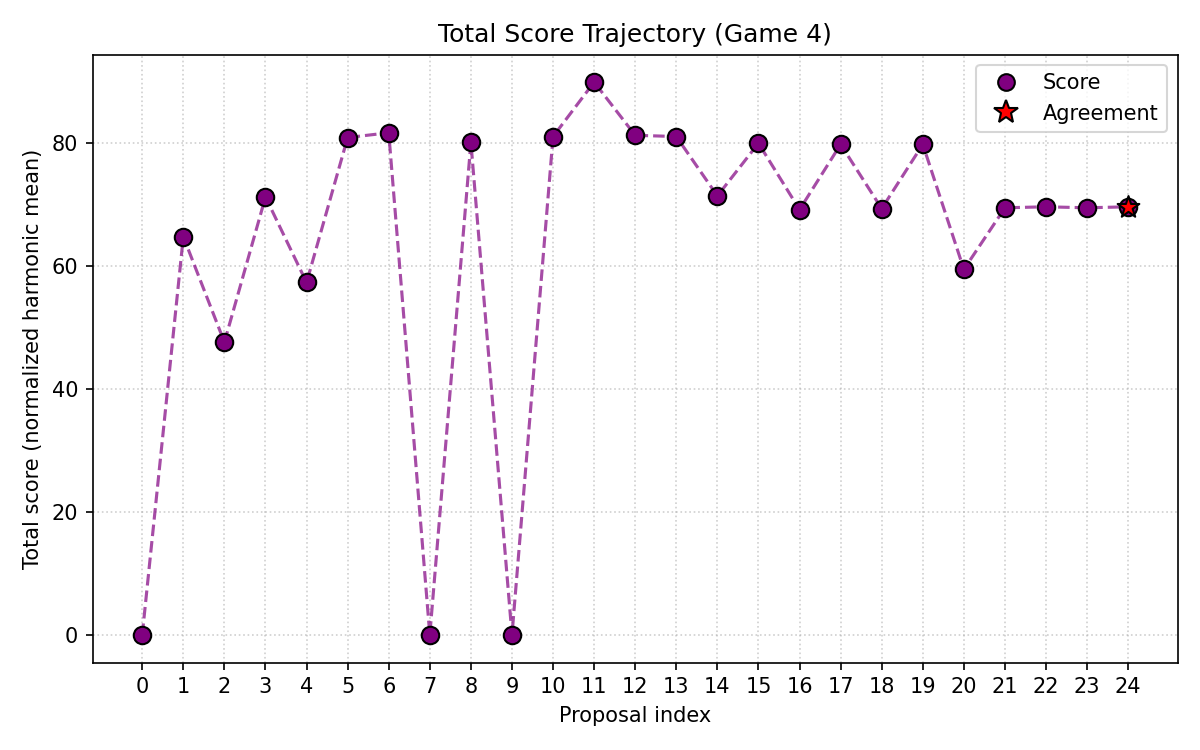 Total Score Trajectory (Game 4)
Score
Agreement
Total score (normalized harmonic mean)
80
60
40
20
0
0 1 2 3 4 5 6 7 8 9 10 11 12 13 14 15 16 17 18 19 20 21 22 23 24
Proposal index